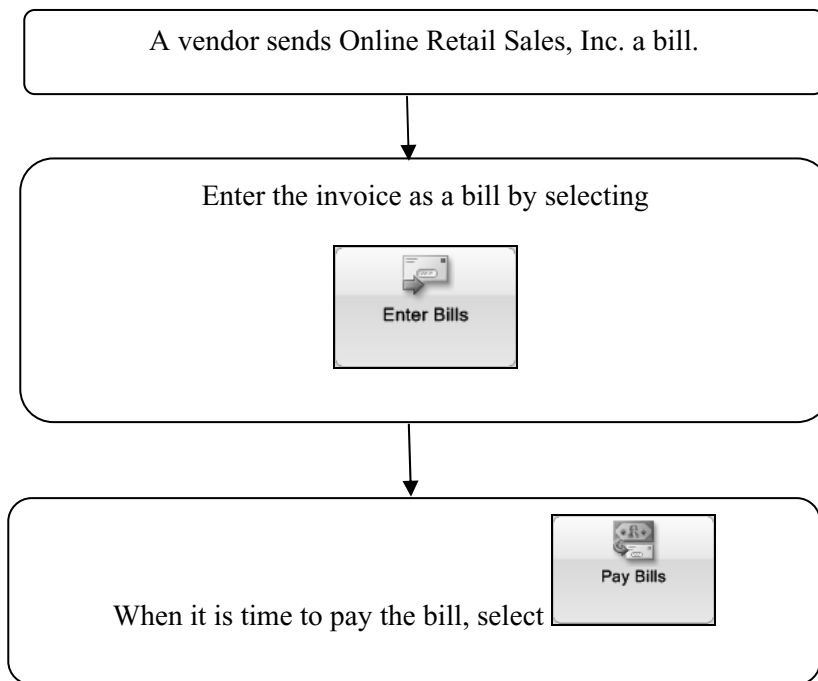 A vendor sends Online Retail Sales, Inc. a bill.
Enter the invoice as a bill by selecting
Enter Bills
Pay Bills
When it is time to pay the bill, select